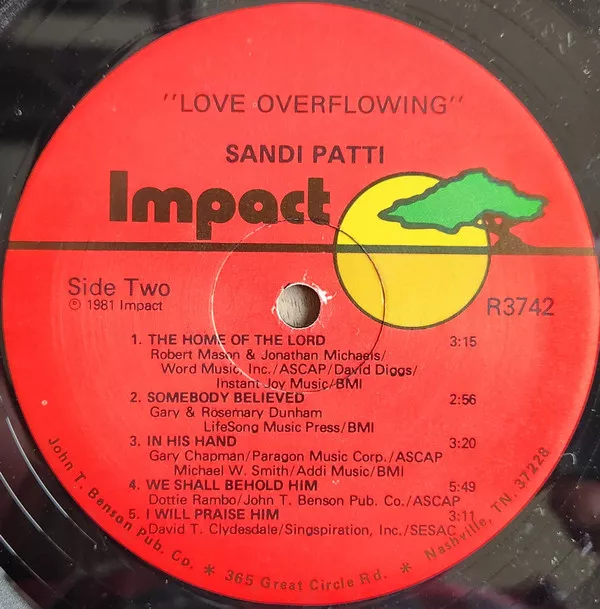 "LOVE OVERFLOWING"
SANDI PATTI
Impact
Side Two
℗ 1981 Impact
R3742
1. THE HOME OF THE LORD 3:15
Robert Mason & Jonathan Michaels/
Word Music, Inc./ASCAP/David Diggs/
Instant Joy Music/BMI
2. SOMEBODY BELIEVED 2:56
Gary & Rosemary Dunham
LifeSong Music Press/BMI
3. IN HIS HAND 3:20
Gary Chapman/Paragon Music Corp./ASCAP
Michael W. Smith/Addi Music/BMI
4. WE SHALL BEHOLD HIM 5:49
Dottie Rambo/John T. Benson Pub. Co./ASCAP
5. I WILL PRAISE HIM 3:11
David T. Clydesdale/Singspiration, Inc./SESAC
John T. Benson Pub. Co. * 365 Great Circle Rd. * Nashville, TN. 37228